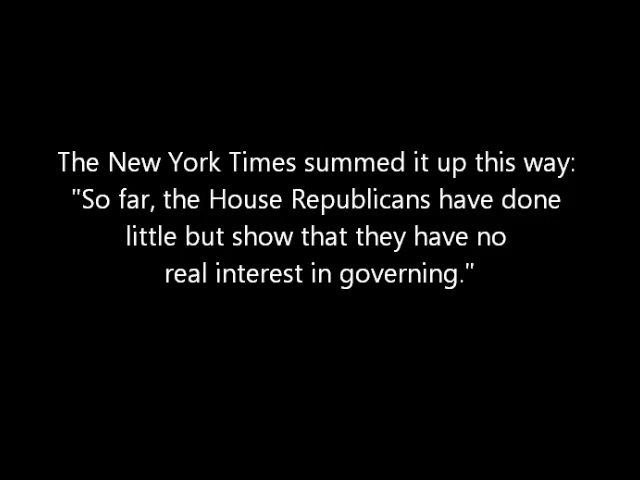 The New York Times summed it up this way:
"So far, the House Republicans have done
little but show that they have no
real interest in governing."